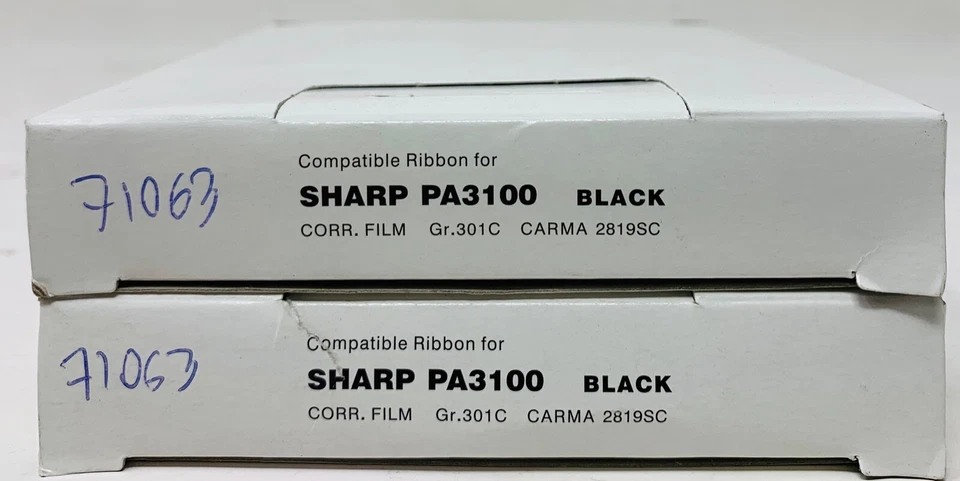 71063
Compatible Ribbon for
SHARP PA3100 BLACK
CORR. FILM Gr.301C CARMA 2819SC
71063
Compatible Ribbon for
SHARP PA3100 BLACK
CORR. FILM Gr.301C CARMA 2819SC